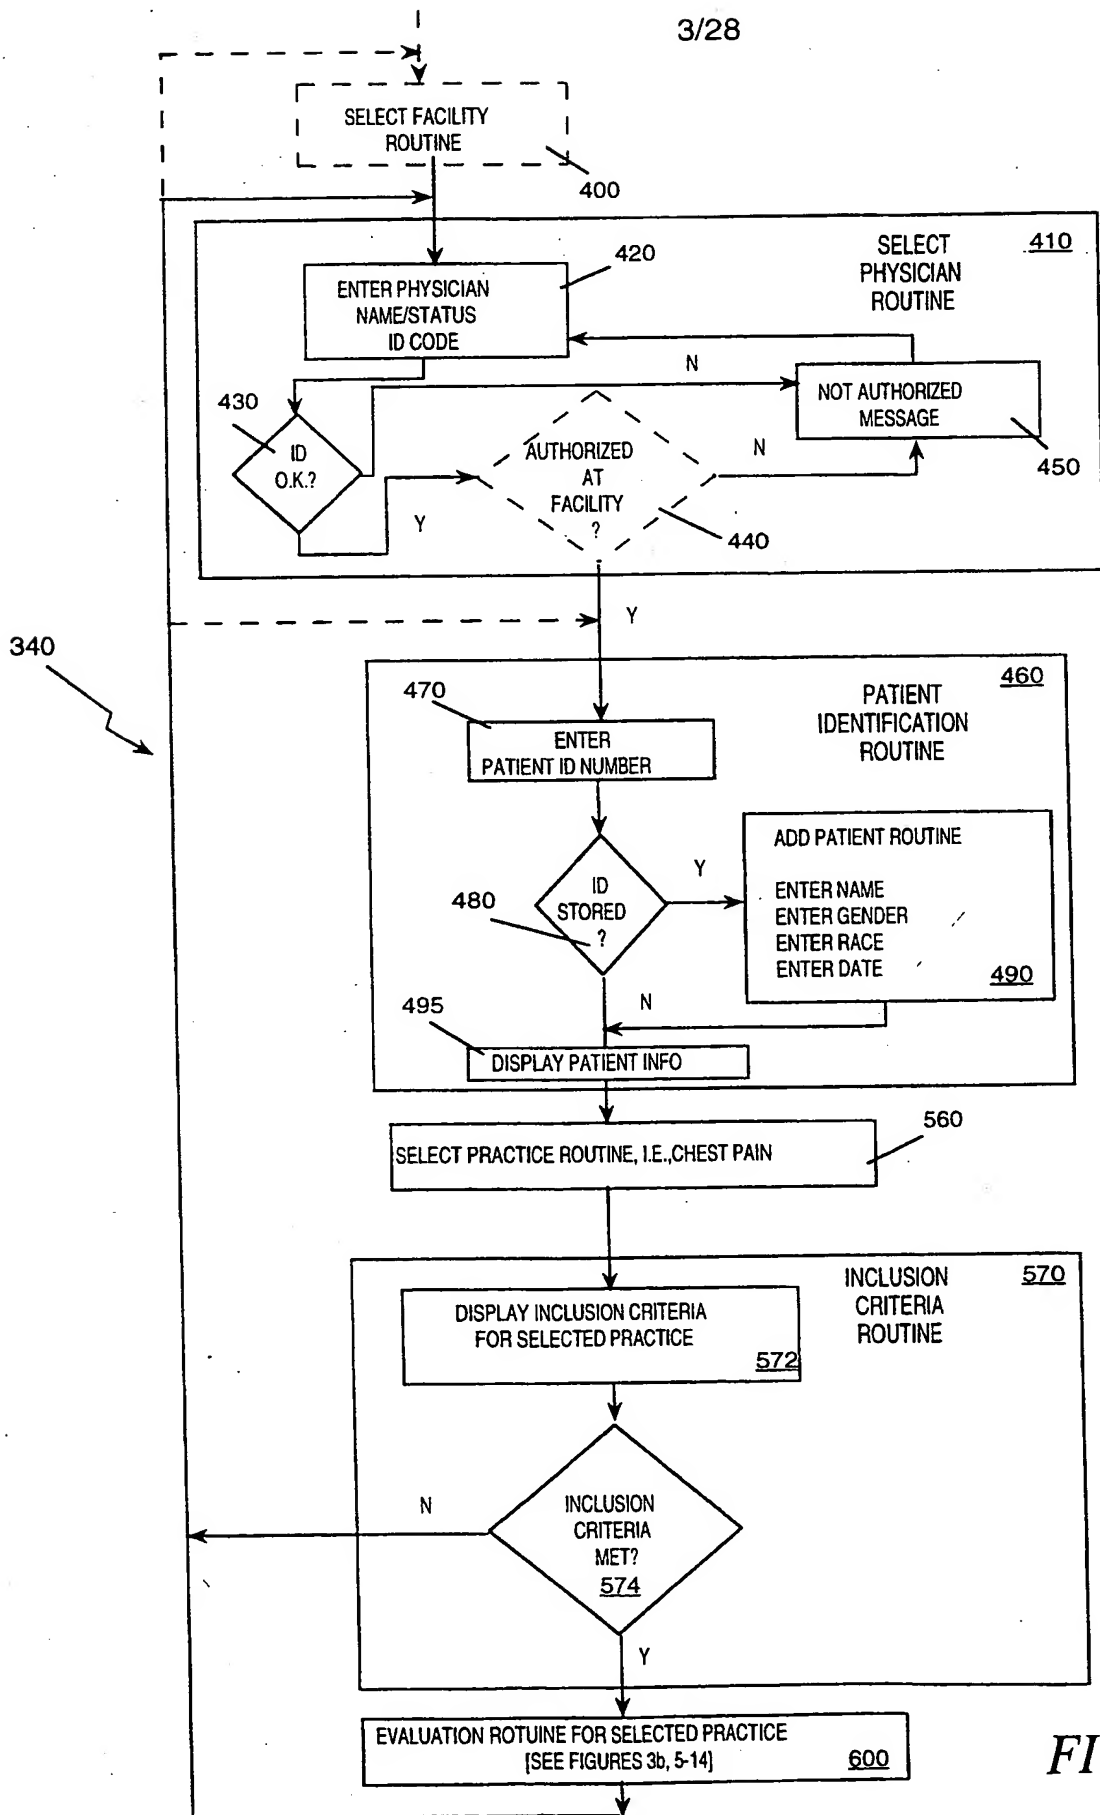 3/28
SELECT FACILITY
ROUTINE
400
SELECT
PHYSICIAN
ROUTINE
410
420
ENTER PHYSICIAN
NAME/STATUS
ID CODE
N
NOT AUTHORIZED
MESSAGE
450
430
ID
O.K.?
Y
AUTHORIZED
AT
FACILITY
?
N
440
Y
340
PATIENT
IDENTIFICATION
ROUTINE
460
470
ENTER
PATIENT ID NUMBER
ID
STORED
?
480
Y
ADD PATIENT ROUTINE
ENTER NAME
ENTER GENDER
ENTER RACE
ENTER DATE
490
N
495
DISPLAY PATIENT INFO
560
SELECT PRACTICE ROUTINE, I.E.,CHEST PAIN
INCLUSION
CRITERIA
ROUTINE
570
DISPLAY INCLUSION CRITERIA
FOR SELECTED PRACTICE
572
N
INCLUSION
CRITERIA
MET?
574
Y
EVALUATION ROTUINE FOR SELECTED PRACTICE
[SEE FIGURES 3b, 5-14]
600
FI